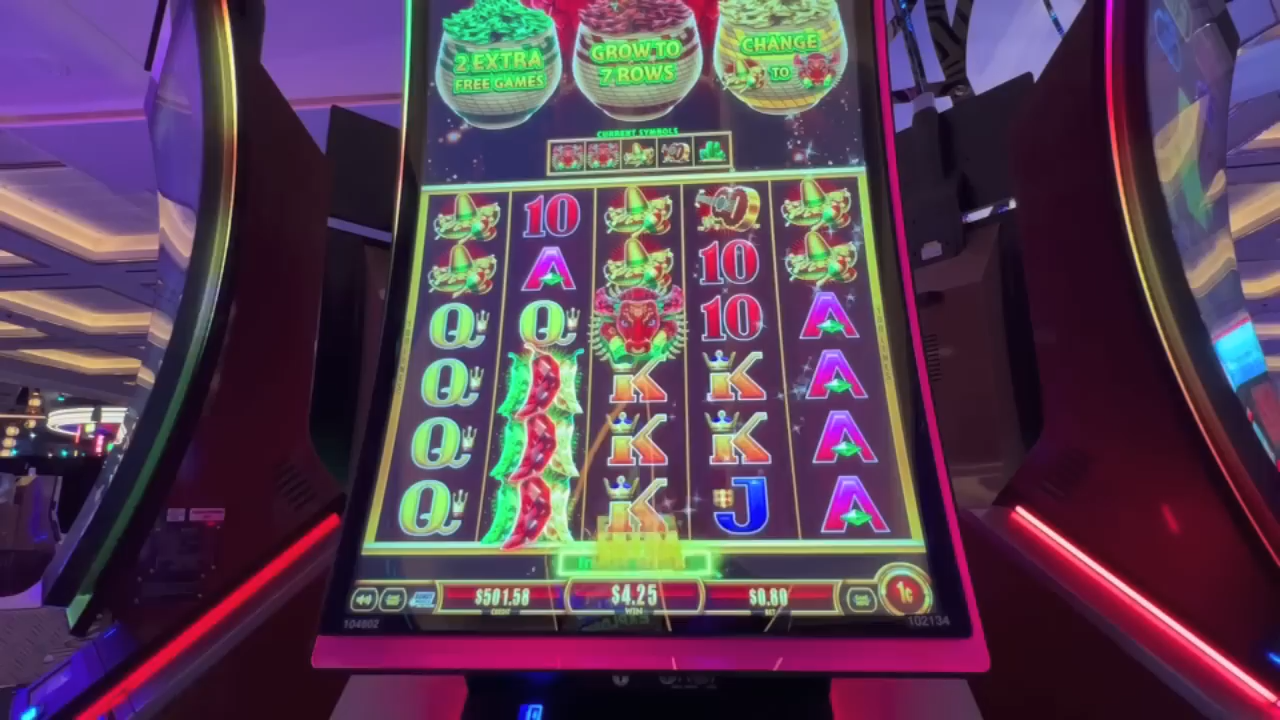 2 EXTRA
FREE GAMES
GROW TO
7 ROWS
CHANGE
TO
CURRENT SYMBOLS
10
A
10
Q Q 10 A
Q K K A
Q K K A
Q K J A
$501.58 $4.25 $0.80 1¢
CREDIT WIN BET
104602 102134